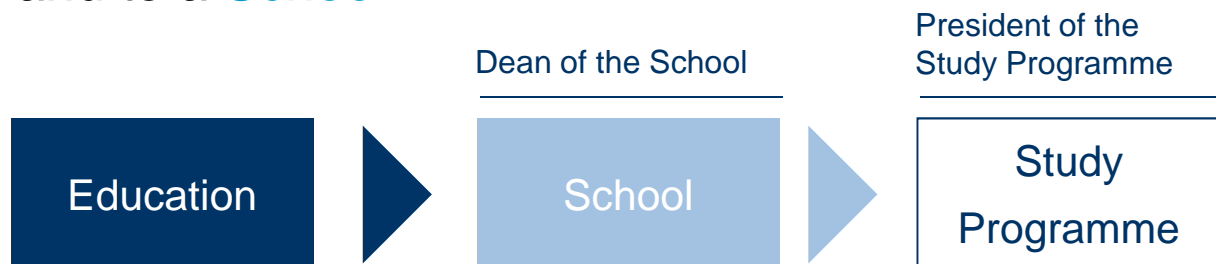 Dean of the School
President of the
Study Programme
Education
School
Study
Programme